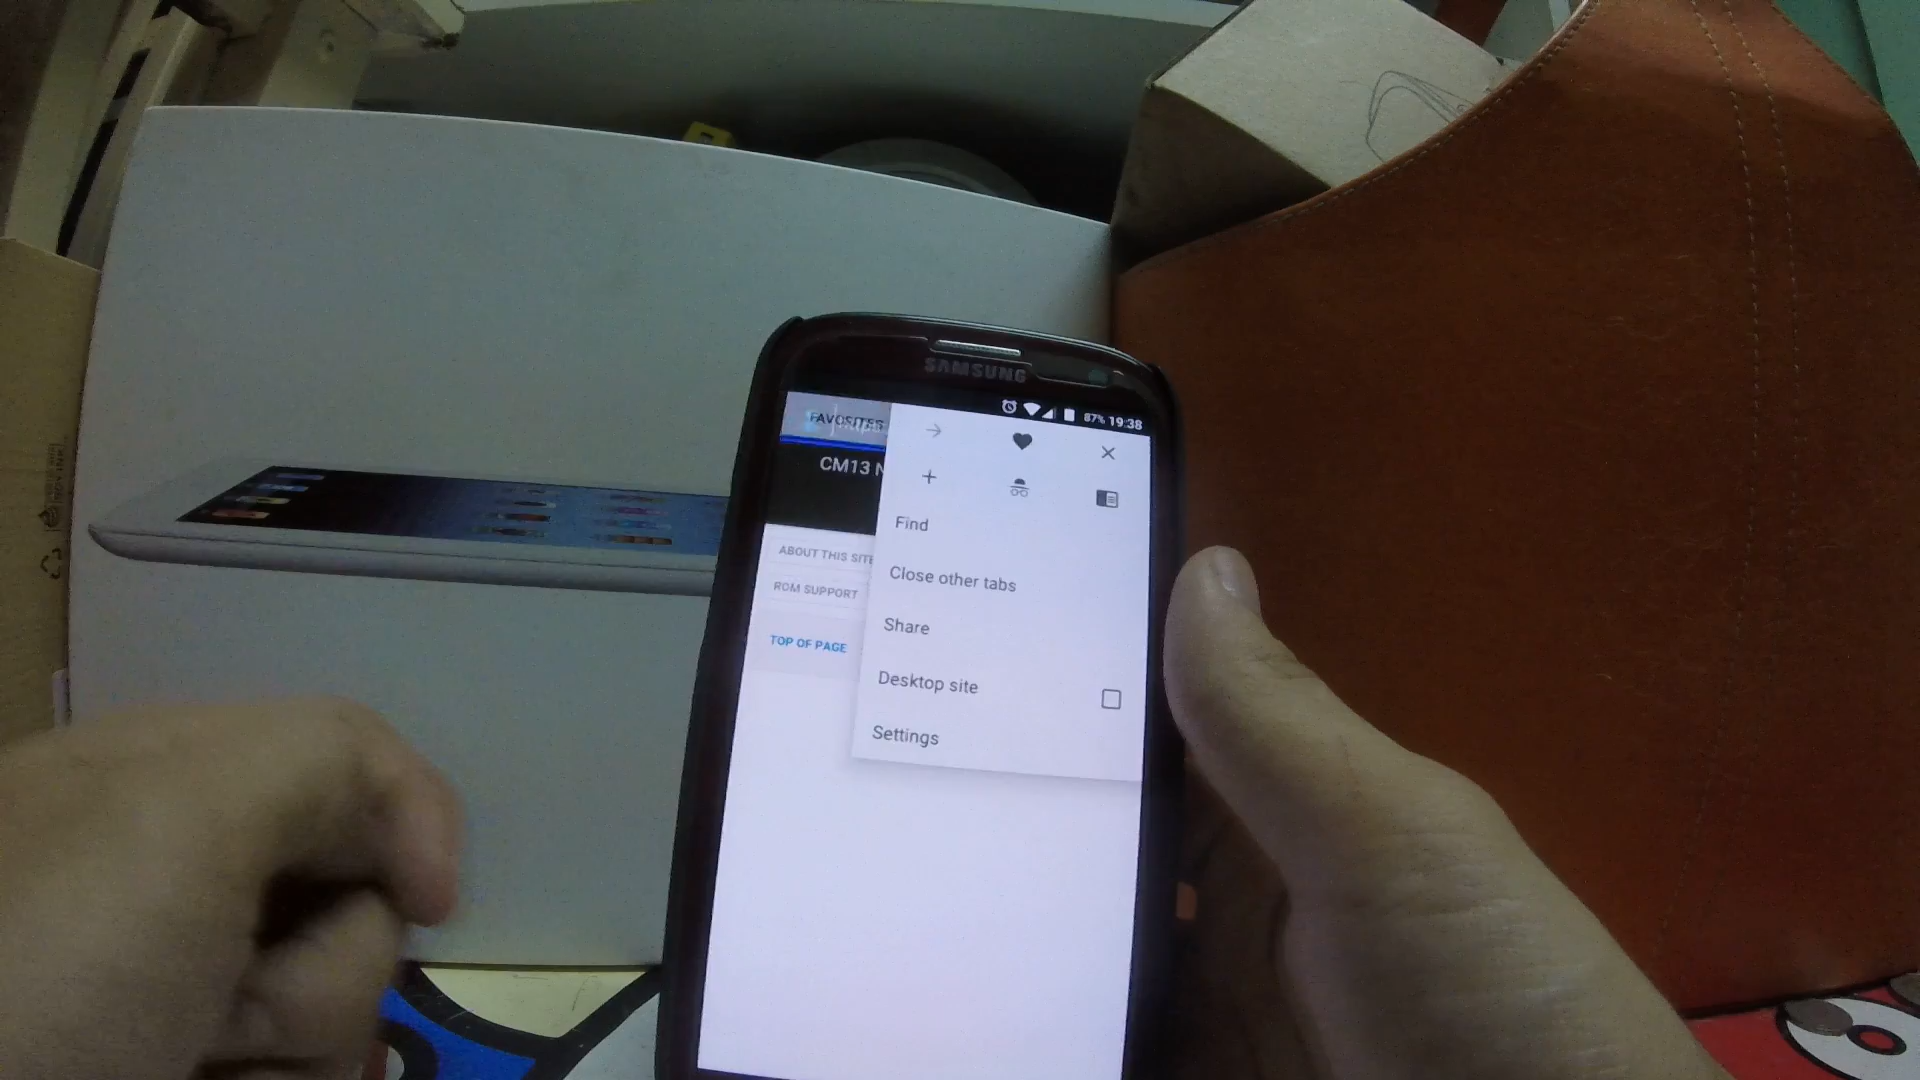 SAMSUNG
87% 19:38
FAVOSITES
CM13 N
ABOUT THIS SITE
ROM SUPPORT
TOP OF PAGE
Find
Close other tabs
Share
Desktop site
Settings